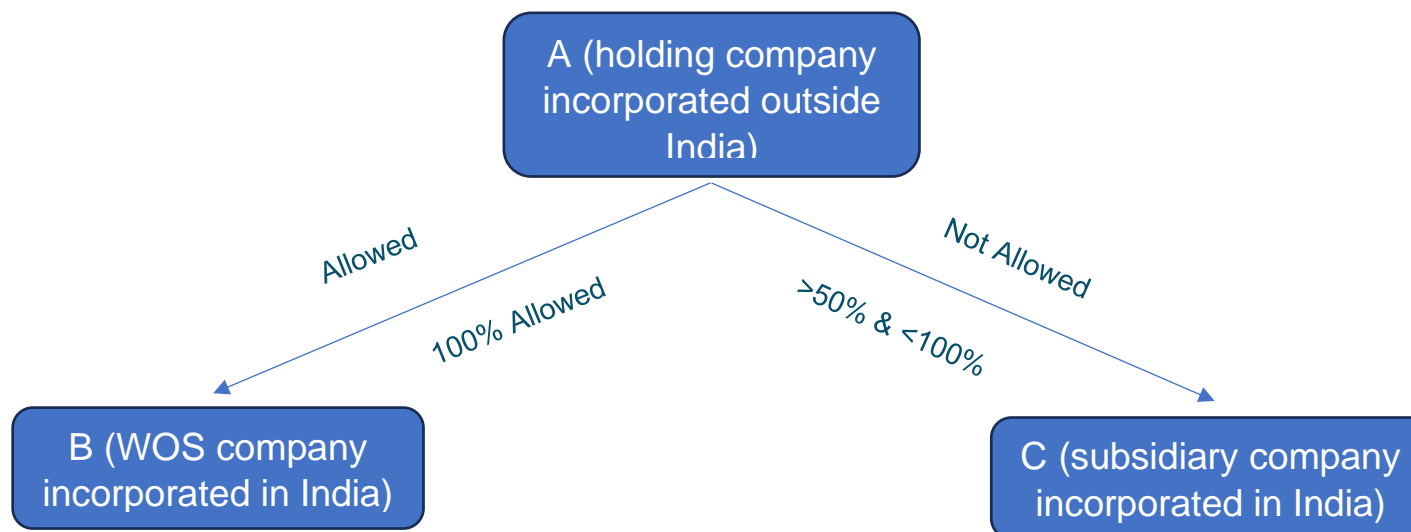 A (holding company
incorporated outside
India)
Allowed
100% Allowed
Not Allowed
>50% & <100%
B (WOS company
incorporated in India)
C (subsidiary company
incorporated in India)